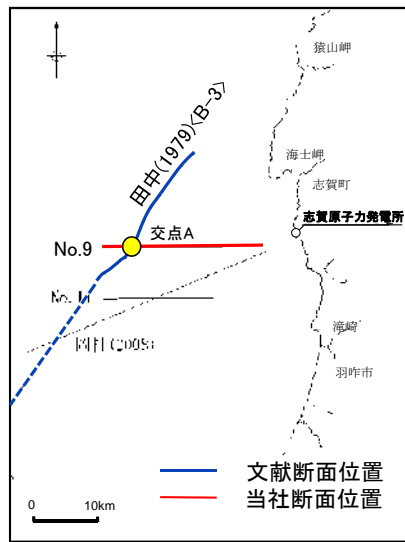 猿山岬
田中(1979)<B-3>
海士岬
志賀町
志賀原子力発電所
交点A
No.9
滝崎
羽咋市
文献断面位置
当社断面位置
0 10km